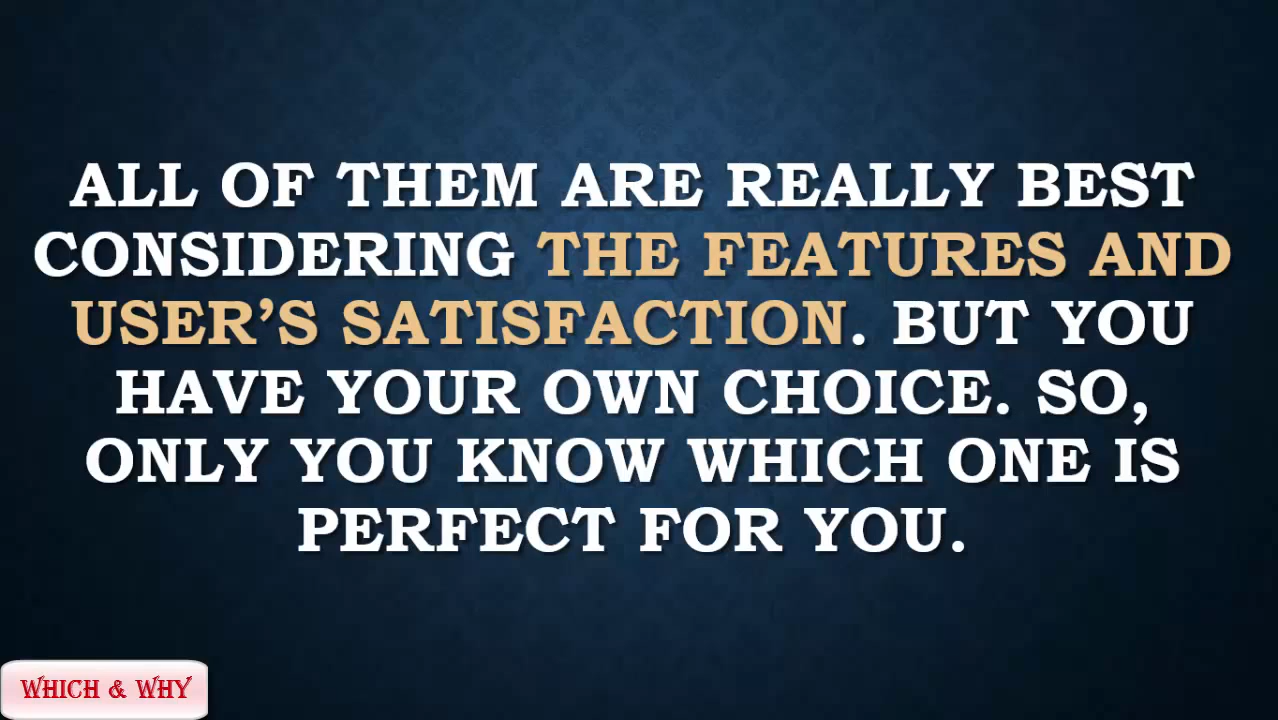 ALL OF THEM ARE REALLY BEST
CONSIDERING THE FEATURES AND
USER’S SATISFACTION. BUT YOU
HAVE YOUR OWN CHOICE. SO,
ONLY YOU KNOW WHICH ONE IS
PERFECT FOR YOU.
WHICH & WHY